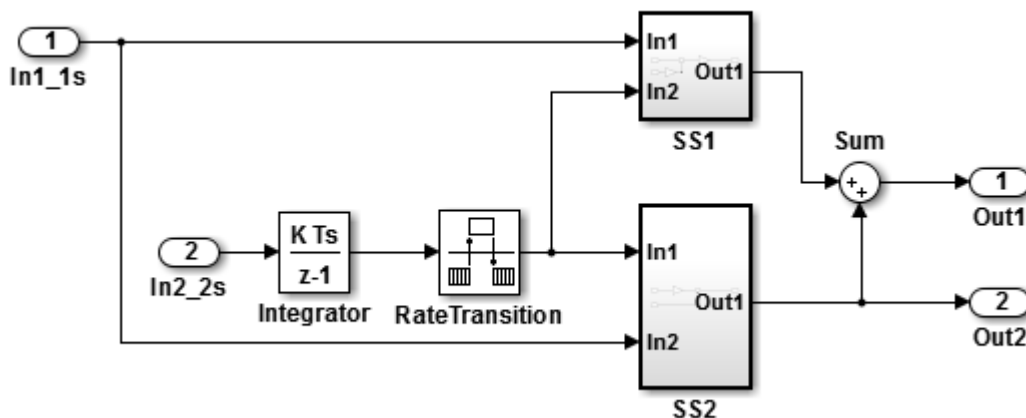 1
In1_1s
In1
In2
Out1
SS1
Sum
+
+
1
Out1
2
In2_2s
K Ts
z-1
Integrator
RateTransition
In1
Out1
In2
SS2
2
Out2